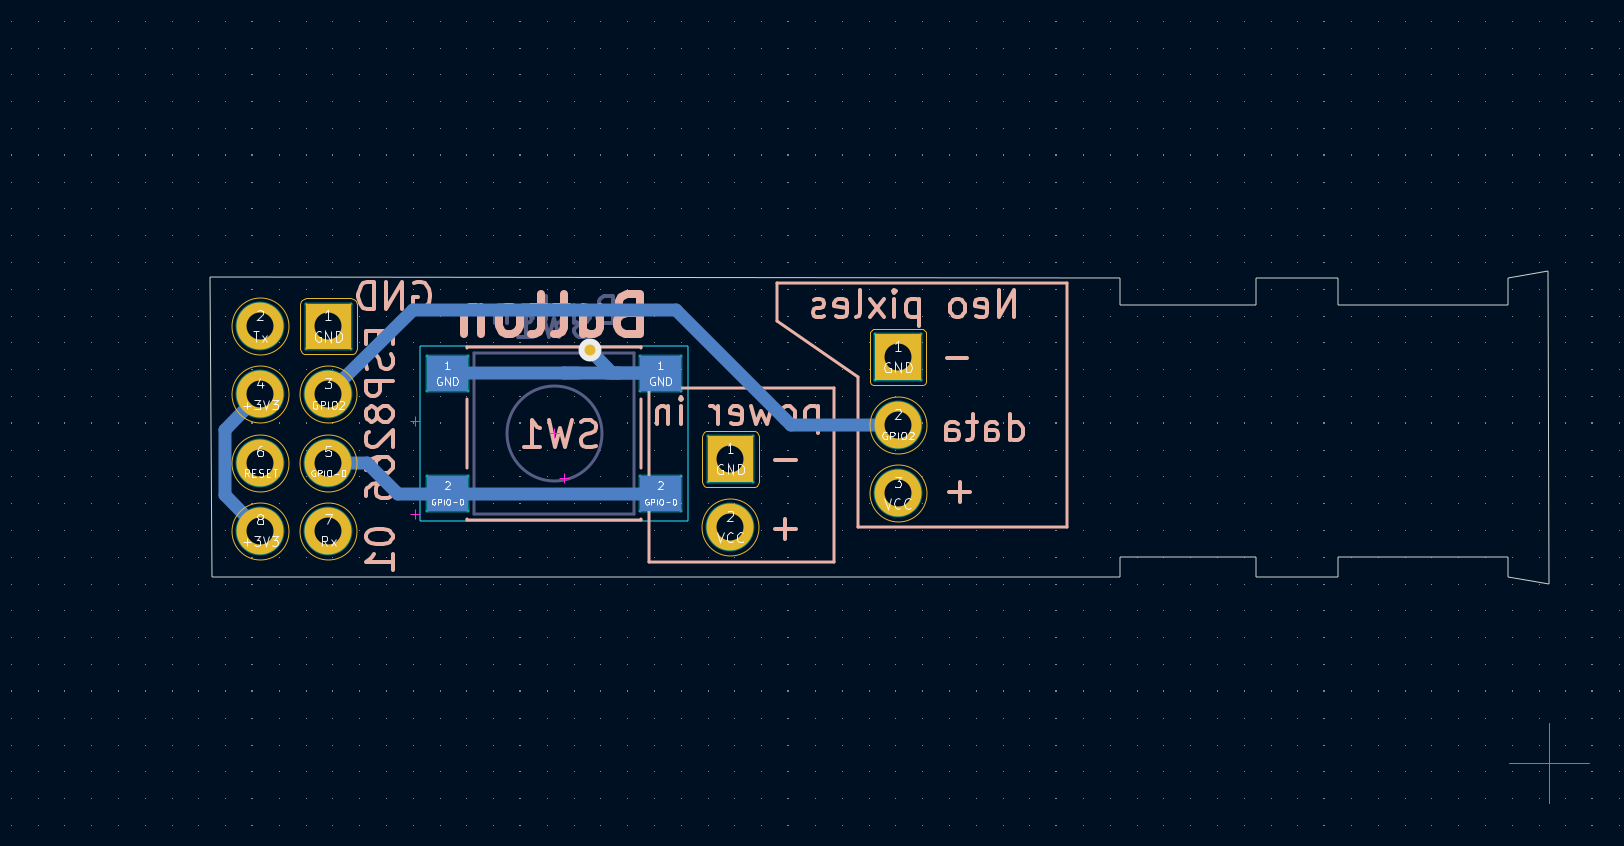 GND
Button
Neo pixles
2
Tx
1
GND
ESP8266 01
1
GND
1
GND
1
GND
−
4
+3V3
3
GPIO2
power in
2
GPIO2
data
SW1
6
RESET
5
GPIO-0
1
GND
−
2
GPIO-0
2
GPIO-0
3
VCC
+
8
+3V3
7
Rx
2
VCC
+